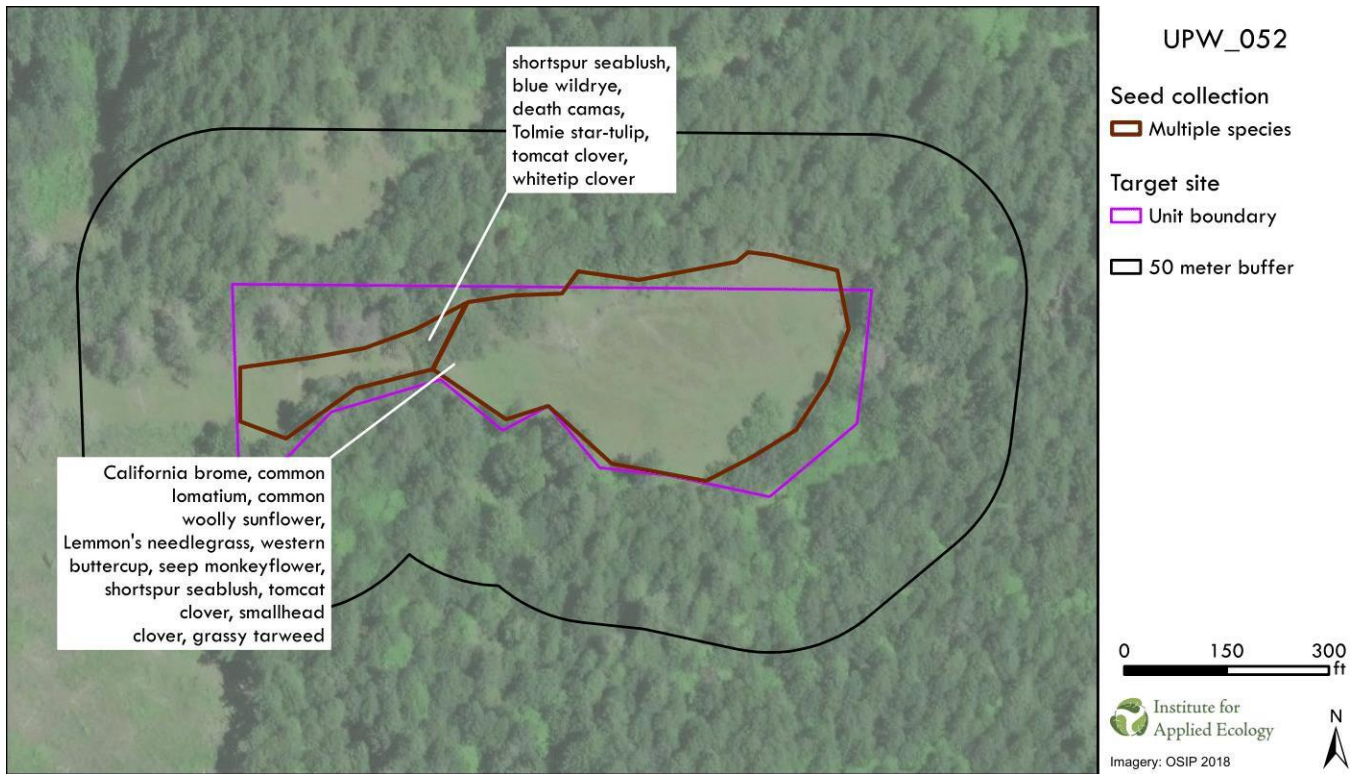 shortspur seablush,
blue wildrye,
death camas,
Tolmie star-tulip,
tomcat clover,
whitetip clover
California brome, common
lomatium, common
woolly sunflower,
Lemmon's needlegrass, western
buttercup, seep monkeyflower,
shortspur seablush, tomcat
clover, smallhead
clover, grassy tarweed
UPW_052
Seed collection
Multiple species
Target site
Unit boundary
50 meter buffer
0 150 300
ft
Institute for
Applied Ecology
N
Imagery: OSIP 2018